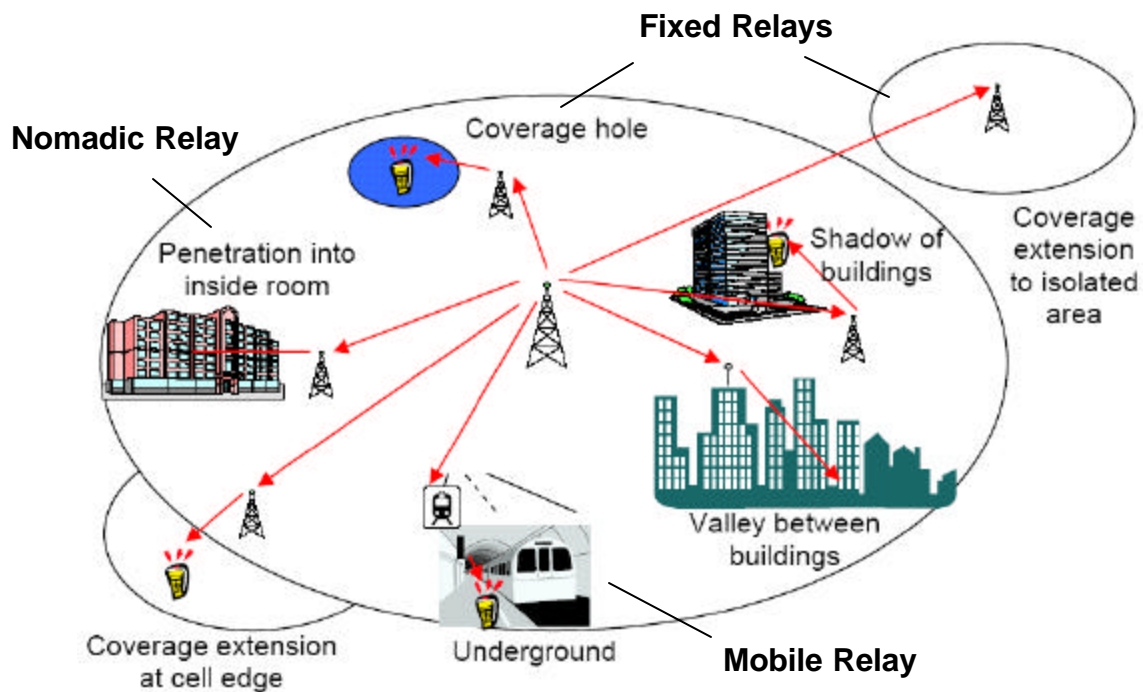 Fixed Relays
Nomadic Relay
Coverage hole
Penetration into
inside room
Shadow of
buildings
Coverage
extension
to isolated
area
Valley between
buildings
Coverage extension
at cell edge
Underground
Mobile Relay